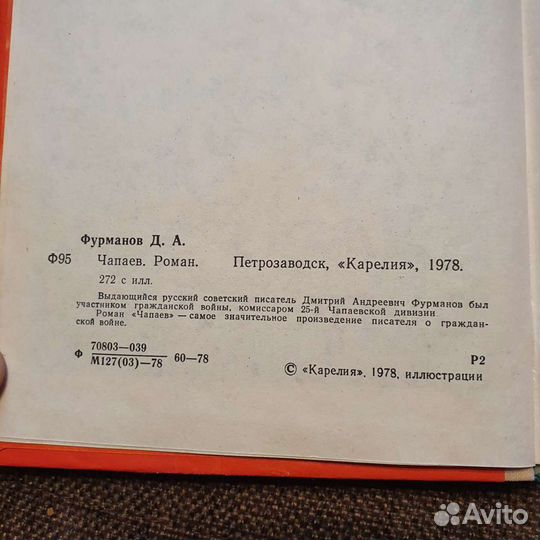 Фурманов Д. А.
Ф95 Чапаев. Роман. Петрозаводск, «Карелия», 1978.
272 с илл.
Выдающийся русский советский писатель Дмитрий Андреевич Фурманов был
участником гражданской войны, комиссаром 25-й Чапаевской дивизии
Роман «Чапаев» — самое значительное произведение писателя о граждан-
ской войне.
Ф 70803—039
М127(03)—78 60—78 Р2
© «Карелия», 1978, иллюстрации
Avito